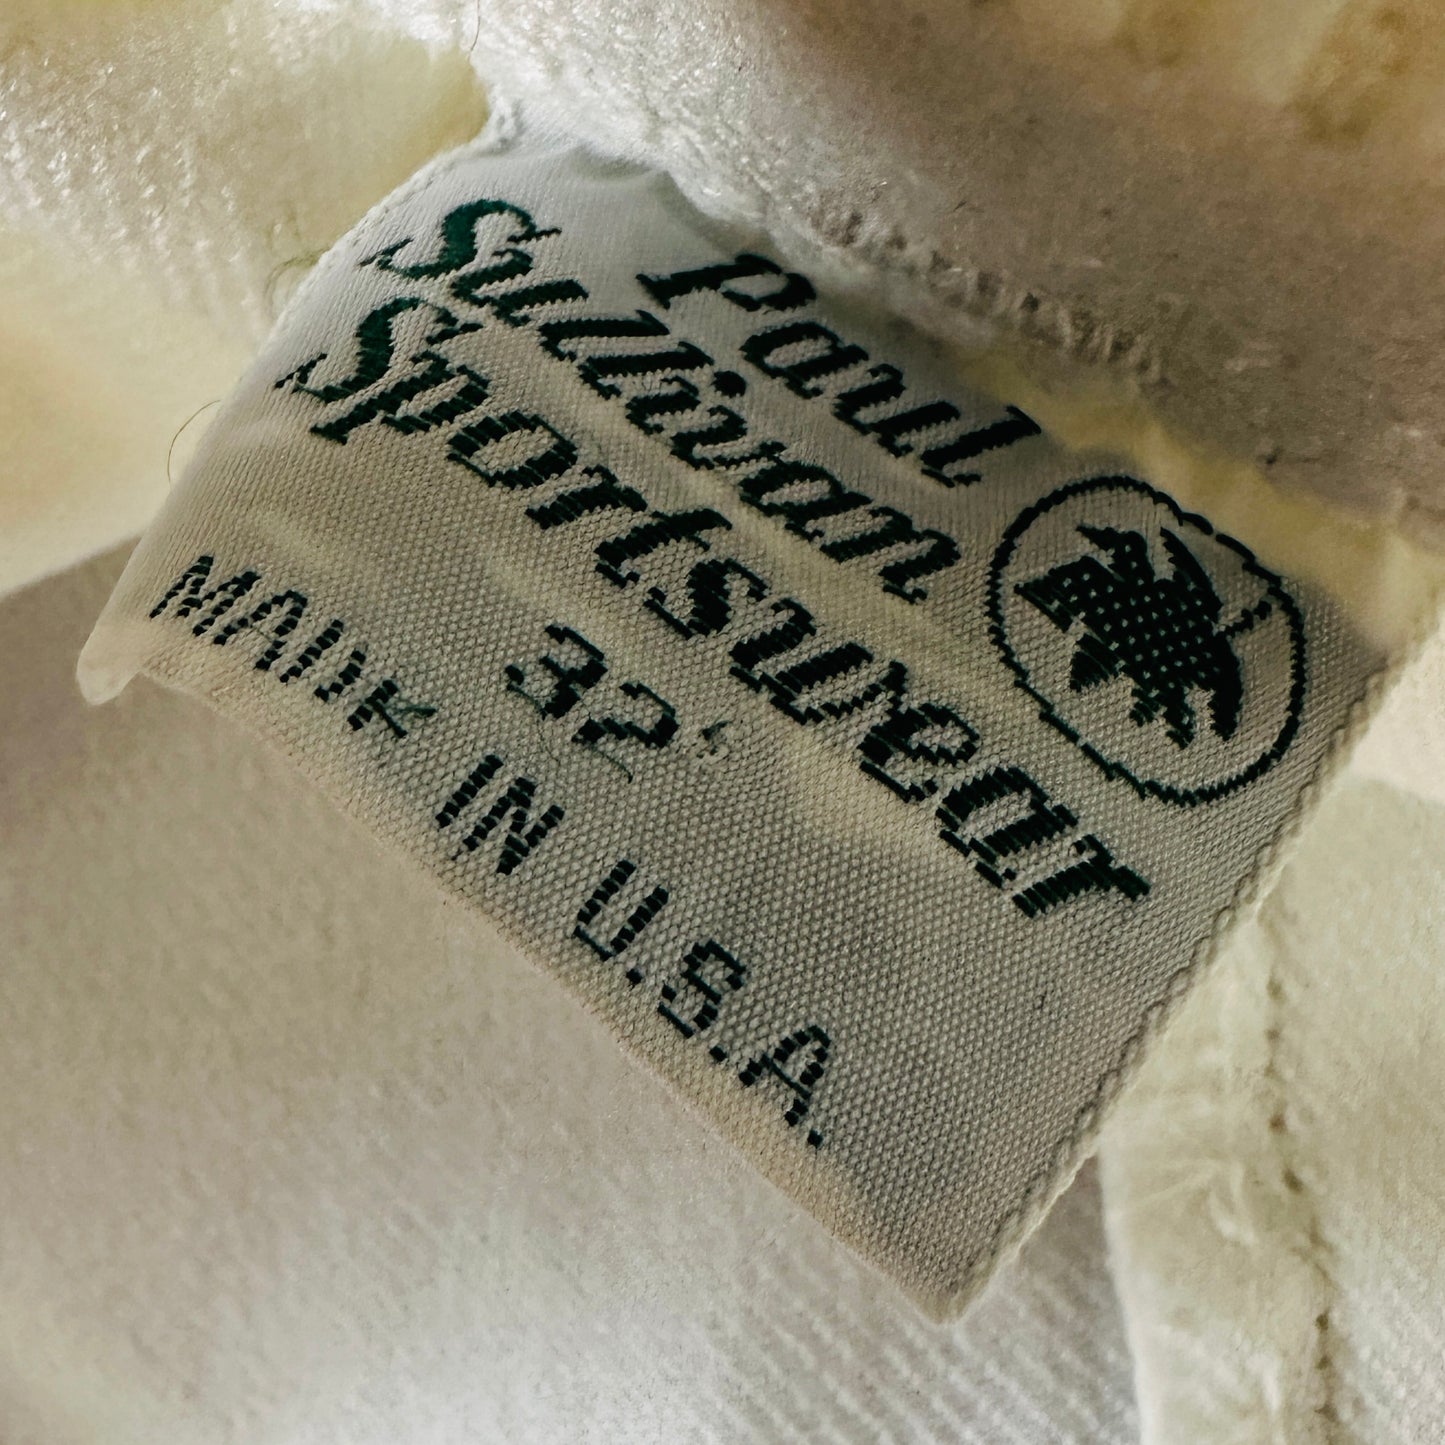 Paul
Sullivan
Sportswear
32
MADE IN U.S.A.